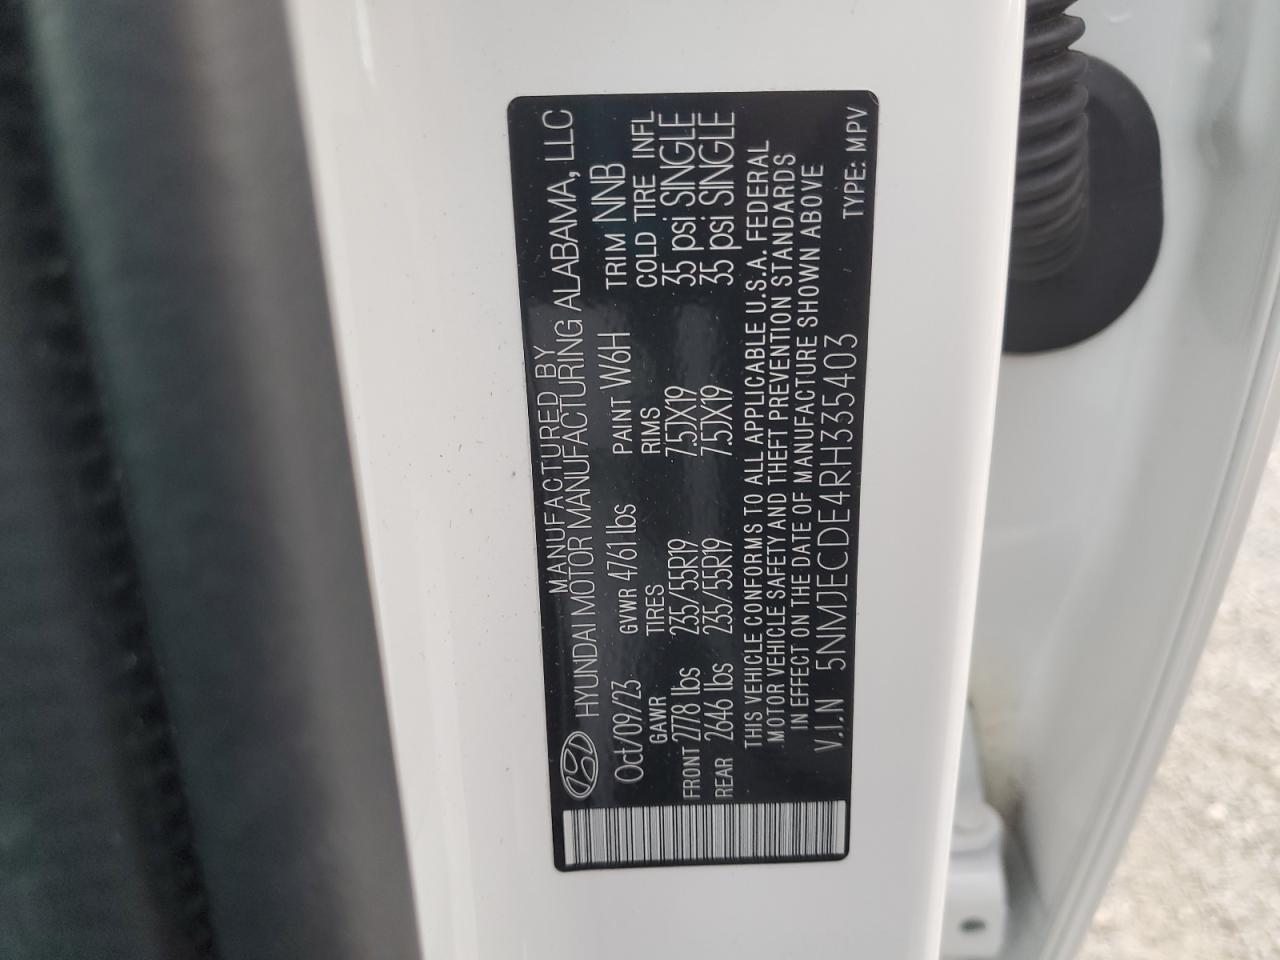 MANUFACTURED BY
HYUNDAI MOTOR MANUFACTURING ALABAMA, LLC
Oct/09/23 GVWR 4761 lbs PAINT W6H TRIM NNB
GAWR TIRES RIMS COLD TIRE INFL
FRONT 2778 lbs 235/55R19 7.5JX19 35 psi SINGLE
REAR 2646 lbs 235/55R19 7.5JX19 35 psi SINGLE
THIS VEHICLE CONFORMS TO ALL APPLICABLE U.S.A. FEDERAL
MOTOR VEHICLE SAFETY AND THEFT PREVENTION STANDARDS
IN EFFECT ON THE DATE OF MANUFACTURE SHOWN ABOVE
V.I.N 5NMJECDE4RH335403 TYPE: MPV